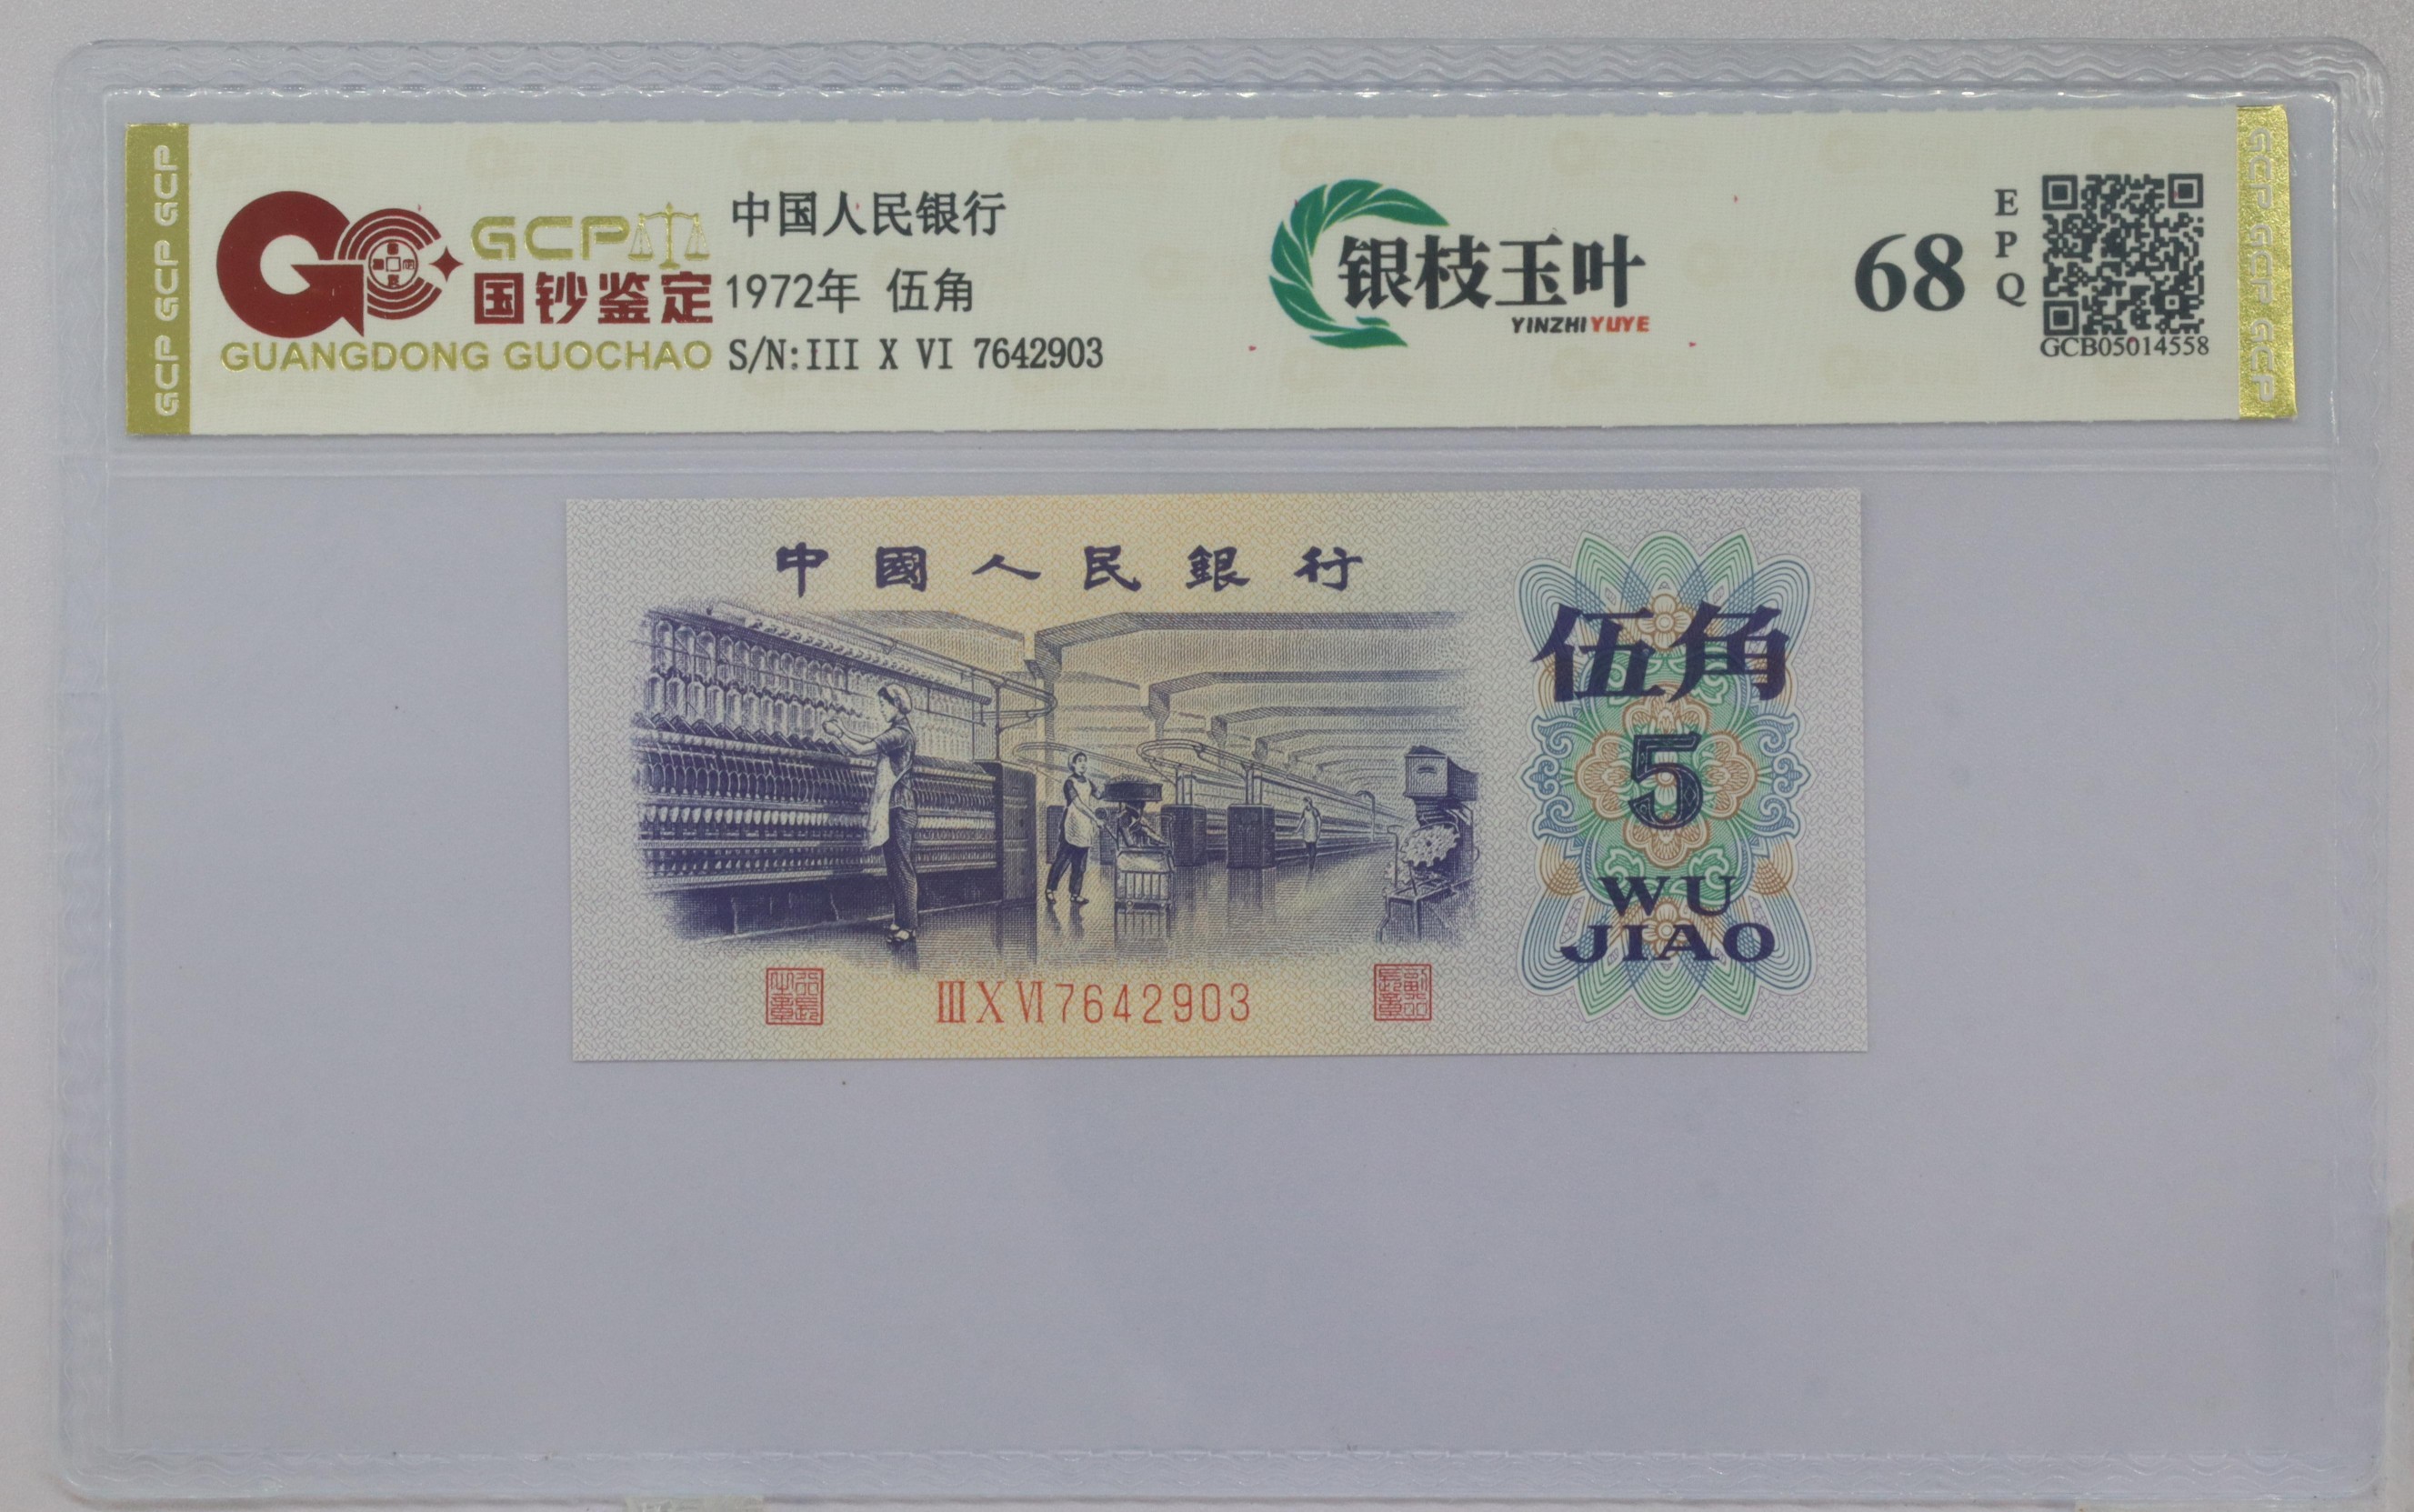 GCP GCP GCP
GCP
国钞鉴定
GUANGDONG GUOCHAO
中国人民银行
1972年 伍角
S/N:III X VI 7642903
银枝玉叶
YINZHIYUYE
68
EPQ
GCB05014558
GCP GCP GCP
中國人民銀行
伍角
5
WU
JIAO
ⅢⅩⅥ7642903